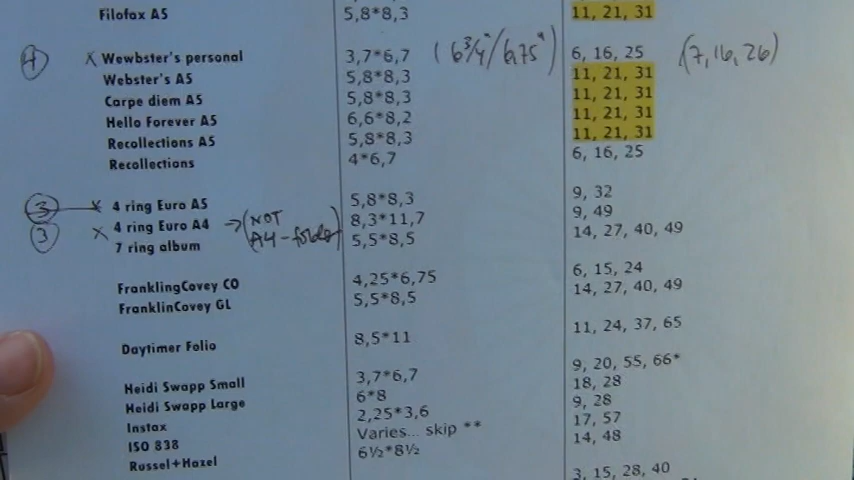 Filofax A5 5,8*8,3 11, 21, 31
4 X Wewbster's personal 3,7*6,7 (6 3/4" / 6,75") 6, 16, 25 (7, 16, 26)
Webster's A5 5,8*8,3 11, 21, 31
Carpe diem A5 5,8*8,3 11, 21, 31
Hello Forever A5 6,6*8,2 11, 21, 31
Recollections A5 5,8*8,3 11, 21, 31
Recollections 4*6,7 6, 16, 25
3 x 4 ring Euro A5 5,8*8,3 9, 32
3 X 4 ring Euro A4 → (NOT 8,3*11,7 9, 49
7 ring album A4-folder) 5,5*8,5 14, 27, 40, 49
FranklingCovey CO 4,25*6,75 6, 15, 24
FranklinCovey GL 5,5*8,5 14, 27, 40, 49
Daytimer Folio 8,5*11 11, 24, 37, 65
Heidi Swapp Small 3,7*6,7 9, 20, 55, 66*
Heidi Swapp Large 6*8 18, 28
Instax 2,25*3,6 9, 28
ISO 838 Varies... skip ** 17, 57
Russel+Hazel 6½*8½ 14, 48
3, 15, 28, 40